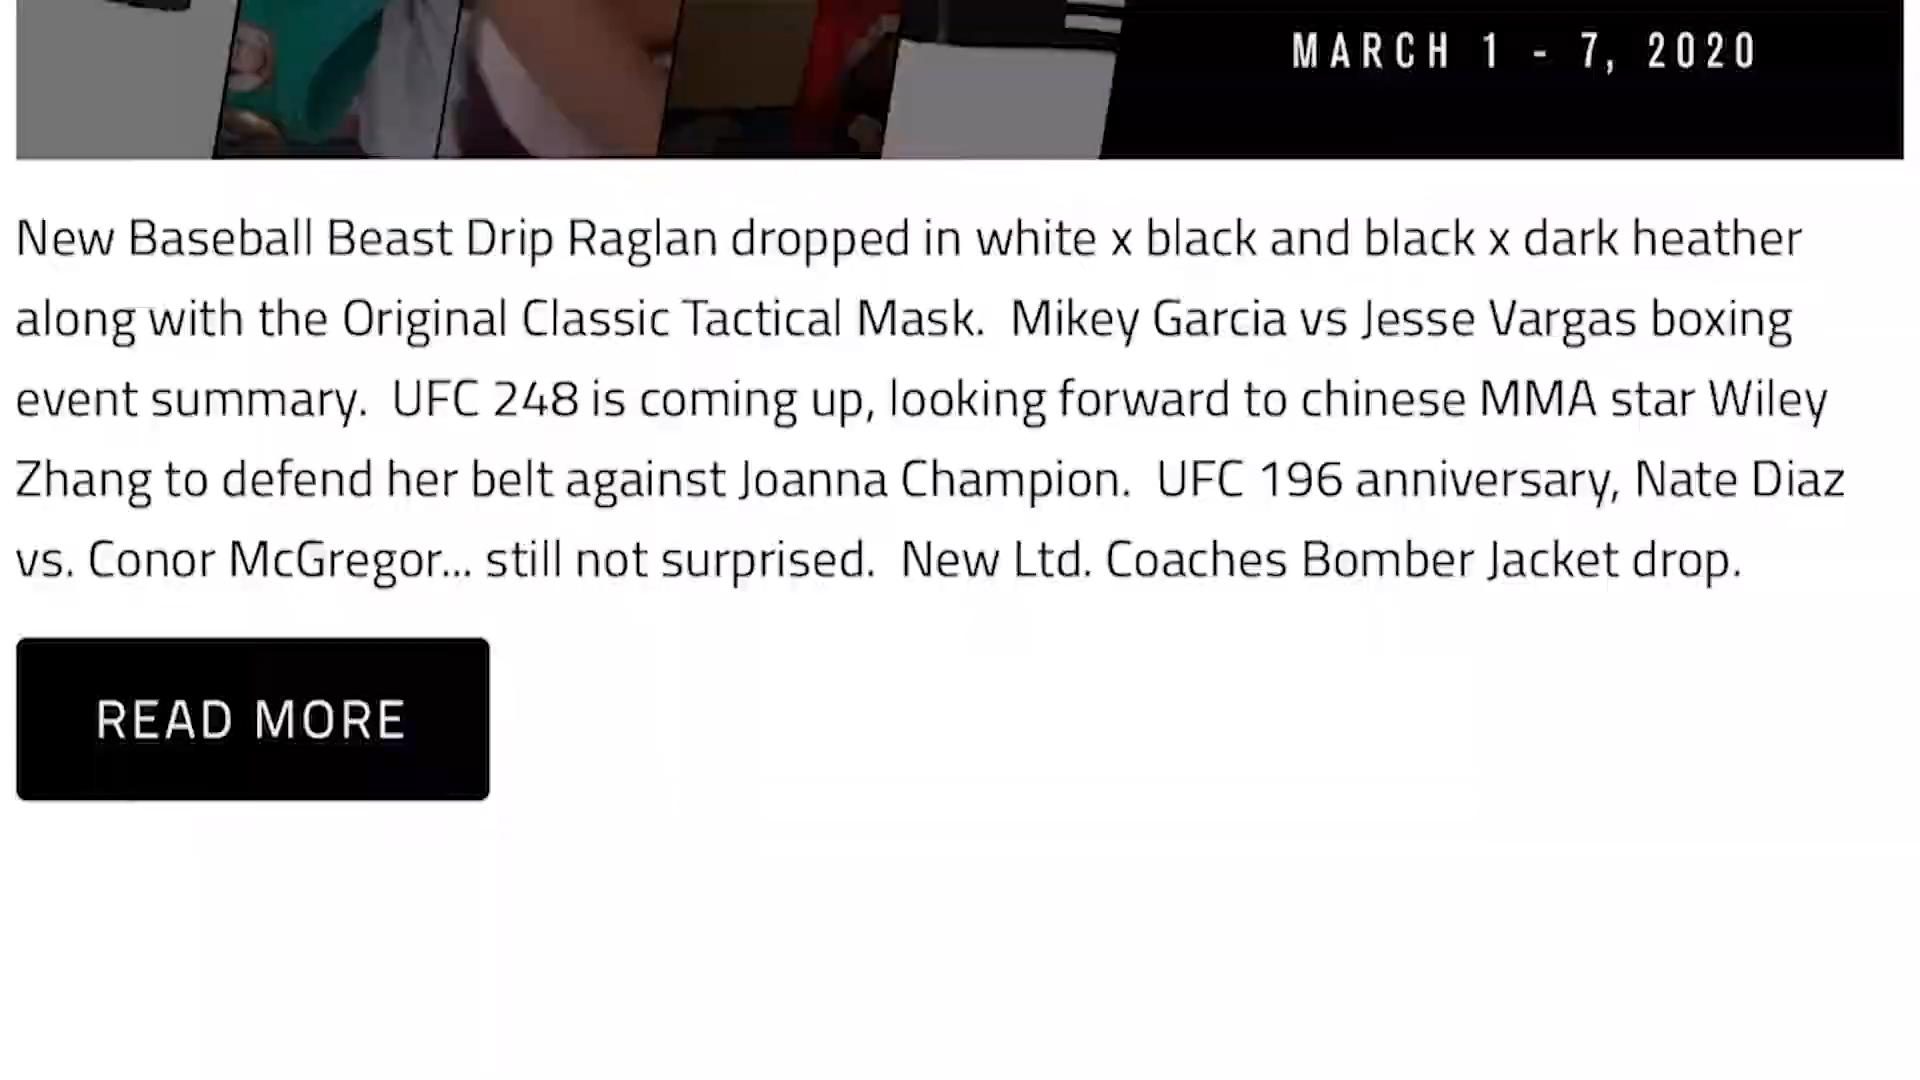 MARCH 1 - 7, 2020
New Baseball Beast Drip Raglan dropped in white x black and black x dark heather
along with the Original Classic Tactical Mask.  Mikey Garcia vs Jesse Vargas boxing
event summary.  UFC 248 is coming up, looking forward to chinese MMA star Wiley
Zhang to defend her belt against Joanna Champion.  UFC 196 anniversary, Nate Diaz
vs. Conor McGregor... still not surprised.  New Ltd. Coaches Bomber Jacket drop.
READ MORE